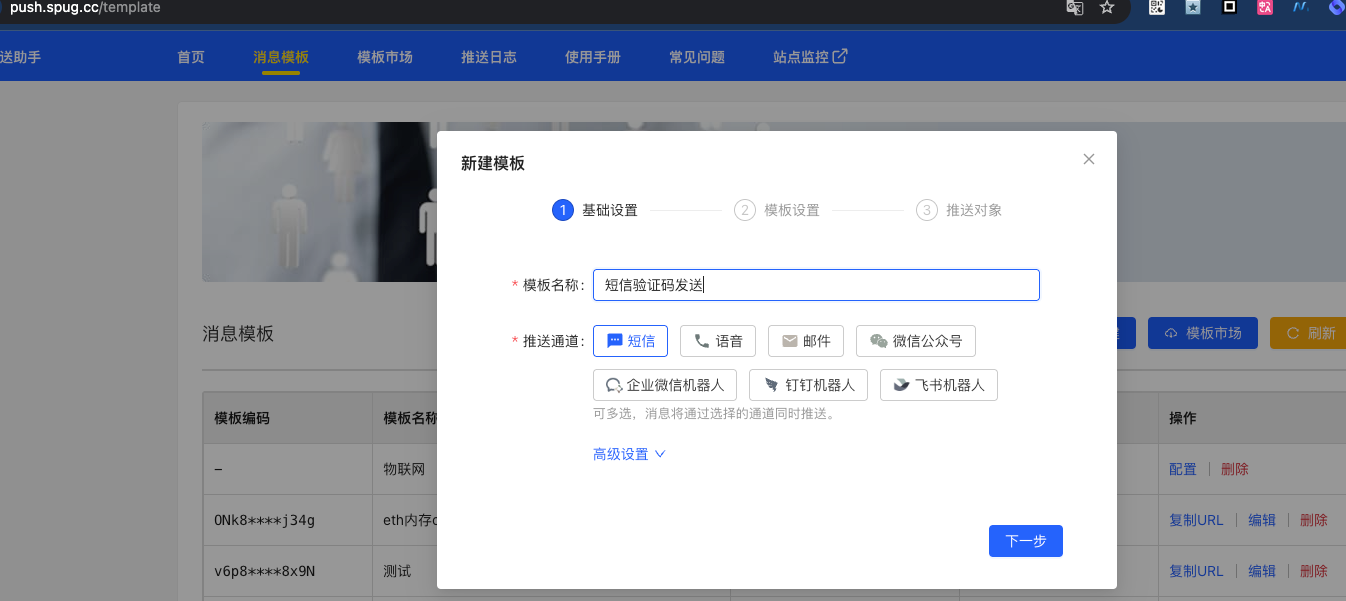 push.spug.cc/template
送助手 首页 消息模板 模板市场 推送日志 使用手册 常见问题 站点监控
新建模板
1 基础设置 2 模板设置 3 推送对象
* 模板名称: 短信验证码发送
消息模板 模板市场 刷新
* 推送通道: 短信 语音 邮件 微信公众号
企业微信机器人 钉钉机器人 飞书机器人
可多选，消息将通过选择的通道同时推送。
模板编码 模板名称 操作
高级设置
– 物联网 配置 删除
0Nk8****j34g eth内存 复制URL 编辑 删除
下一步
v6p8****8x9N 测试 复制URL 编辑 删除